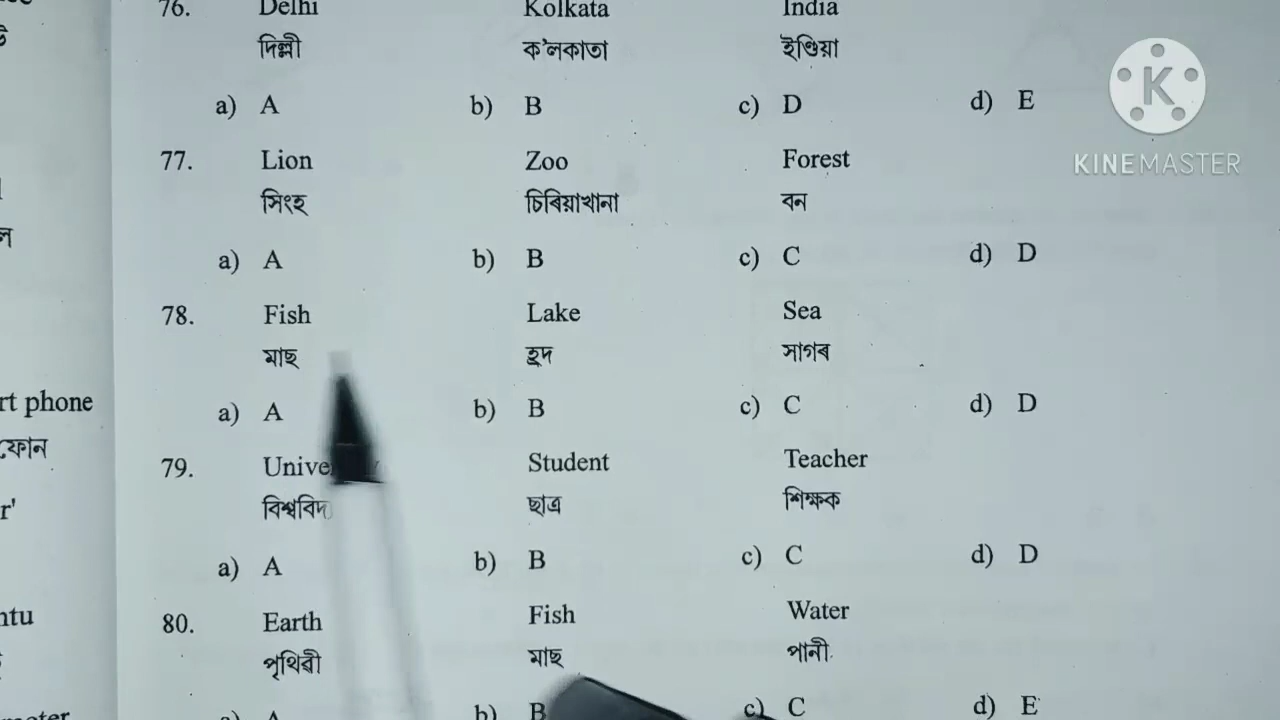 76. Delhi Kolkata India
দিল্লী ক'লকাতা ইণ্ডিয়া
a) A b) B c) D d) E
KINEMASTER
77. Lion Zoo Forest
সিংহ চিৰিয়াখানা বন
a) A b) B c) C d) D
78. Fish Lake Sea
মাছ হ্ৰদ সাগৰ
a) A b) B c) C d) D
rt phone
ফোন
79. Student Teacher
ছাত্ৰ শিক্ষক
r'
a) A b) B c) C d) D
ntu
80. Earth Fish Water
পৃথিৱী মাছ পানী
a) A b) B c) C d) E
meter